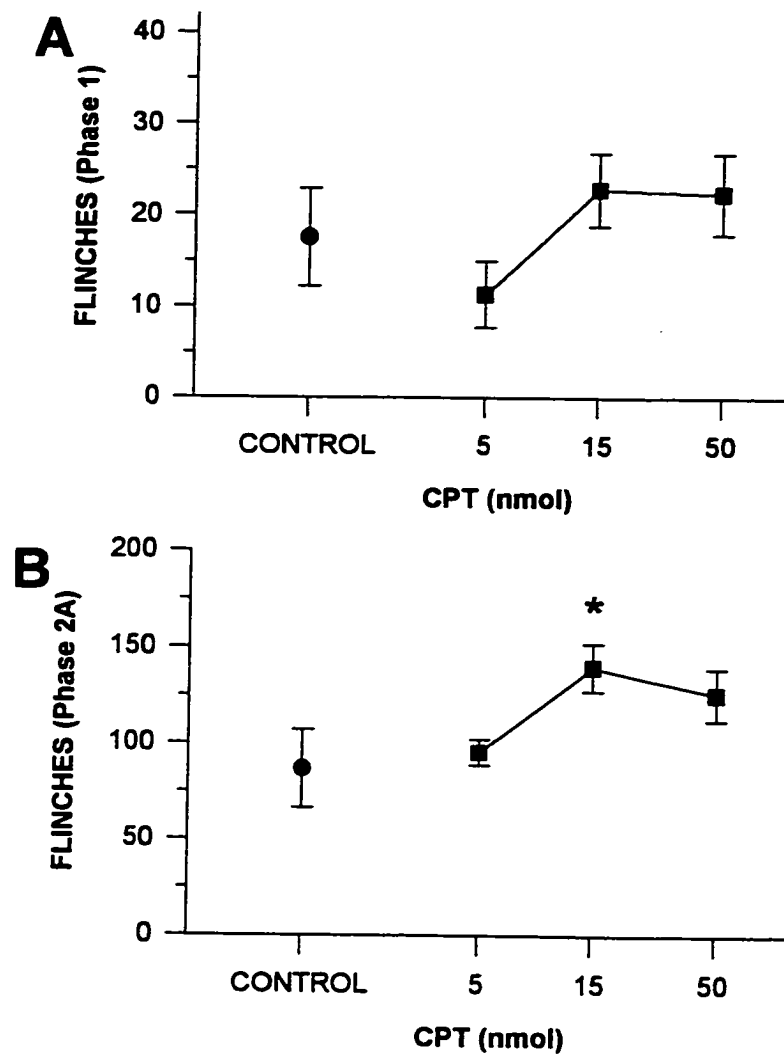 A
FLINCHES (Phase 1)
40
30
20
10
0
CONTROL
5
15
50
CPT (nmol)
B
FLINCHES (Phase 2A)
200
150
100
50
0
*
CONTROL
5
15
50
CPT (nmol)